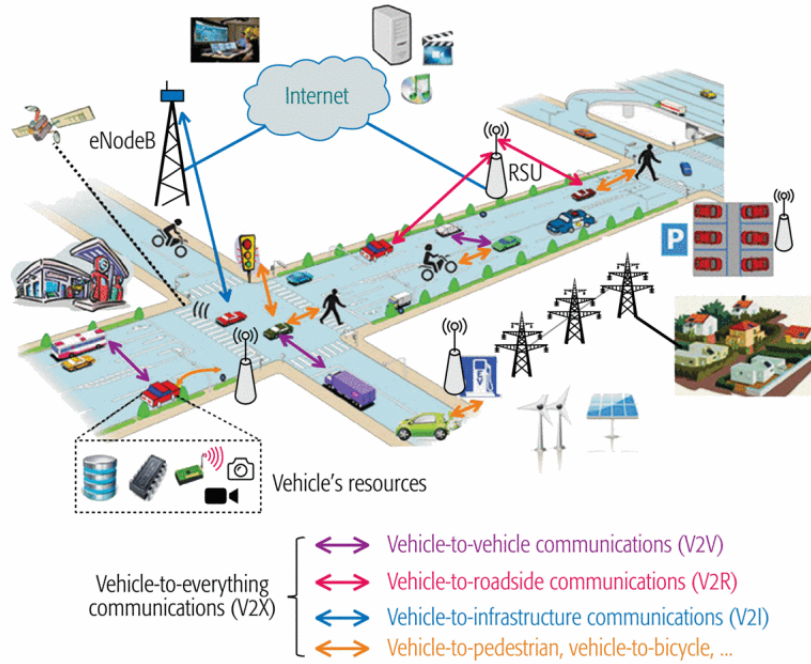 Internet
eNodeB
RSU
P
Vehicle's resources
Vehicle-to-everything
communications (V2X)
Vehicle-to-vehicle communications (V2V)
Vehicle-to-roadside communications (V2R)
Vehicle-to-infrastructure communications (V2I)
Vehicle-to-pedestrian, vehicle-to-bicycle, ...